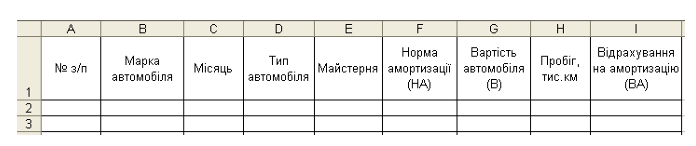 A B C D E F G H I
1 № з/п Марка автомобіля Місяць Тип автомобіля Майстерня Норма амортизації (НА) Вартість автомобіля (В) Пробіг, тис.км Відрахування на амортизацію (ВА)
2
3